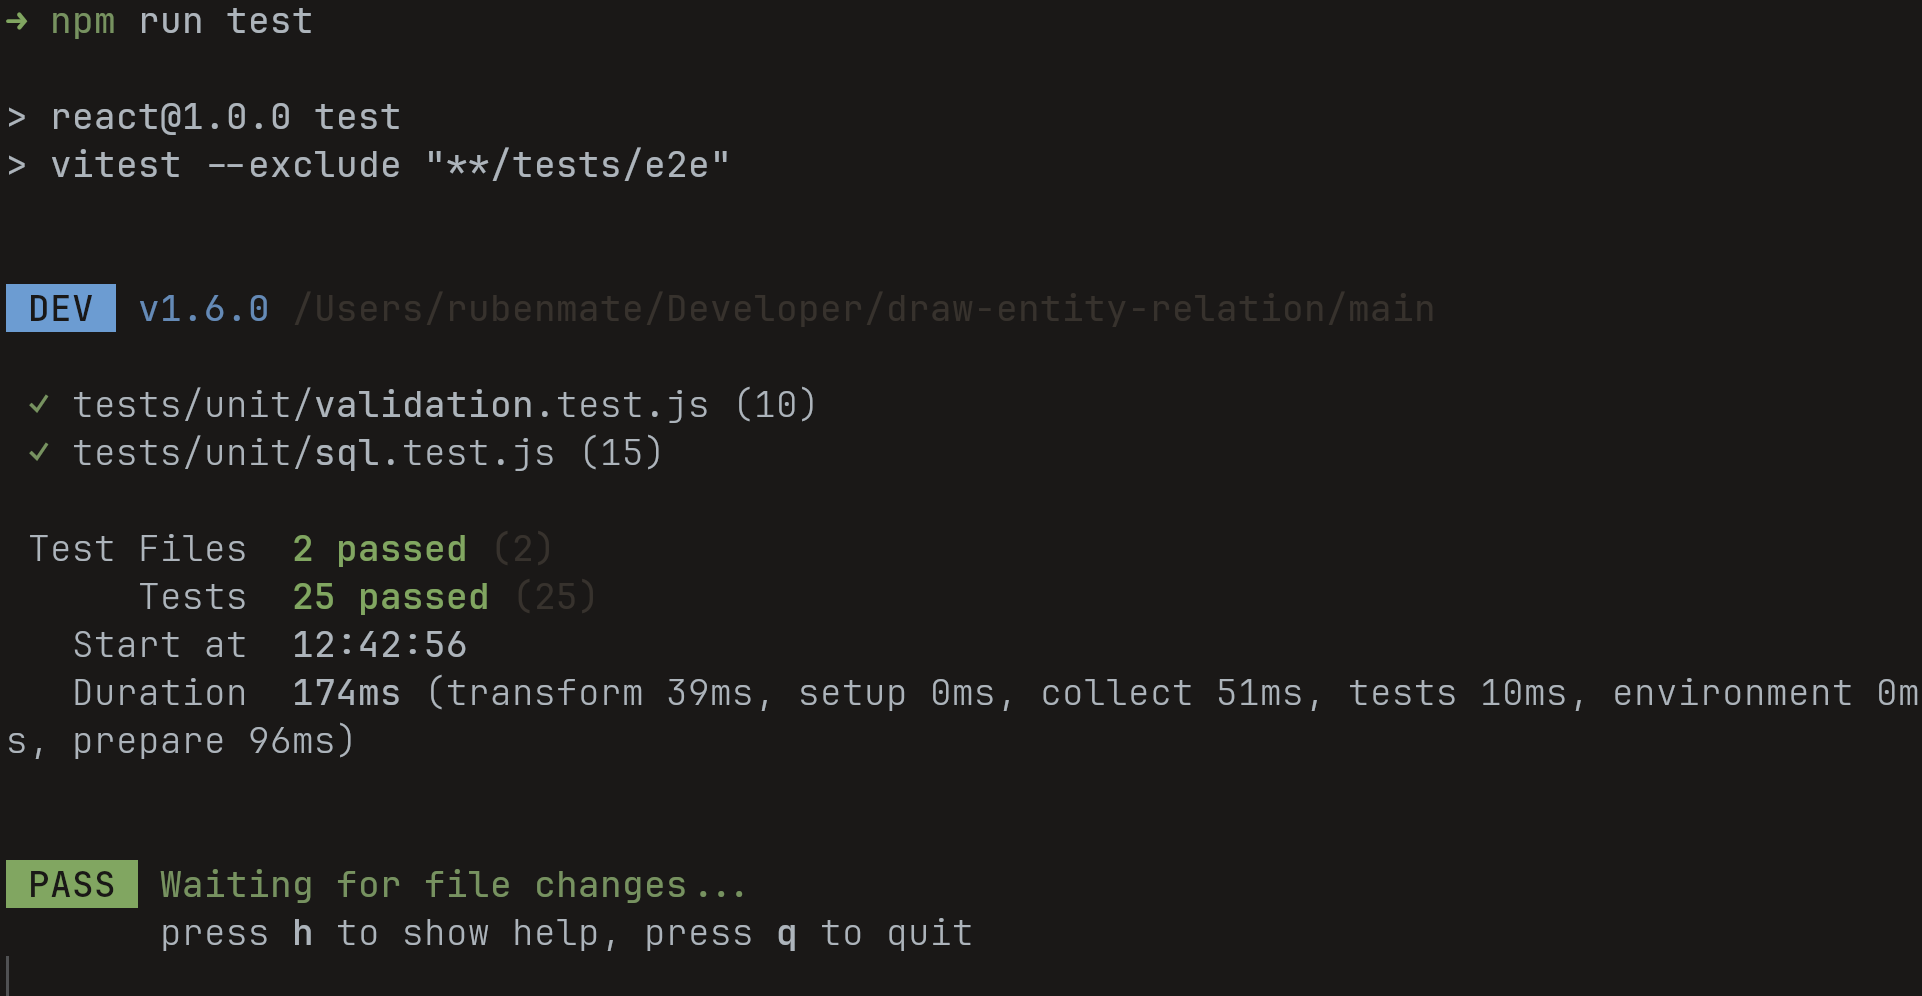 ➜ npm run test
> react@1.0.0 test
> vitest --exclude "**/tests/e2e"
DEV v1.6.0 /Users/rubenmate/Developer/draw-entity-relation/main
✓ tests/unit/validation.test.js (10)
✓ tests/unit/sql.test.js (15)
Test Files 2 passed (2)
Tests 25 passed (25)
Start at 12:42:56
Duration 174ms (transform 39ms, setup 0ms, collect 51ms, tests 10ms, environment 0m
s, prepare 96ms)
PASS Waiting for file changes...
press h to show help, press q to quit